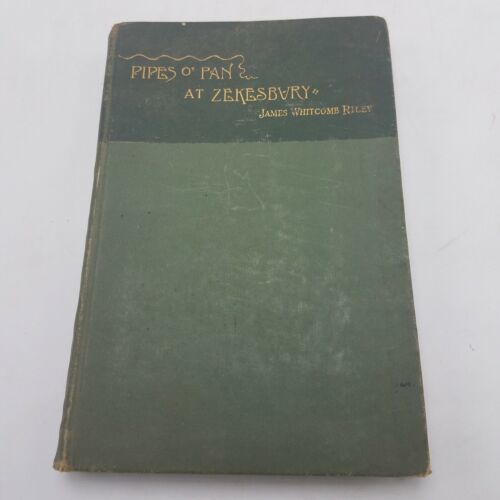 PIPES O' PAN
AT ZEKESBURY
JAMES WHITCOMB RILEY